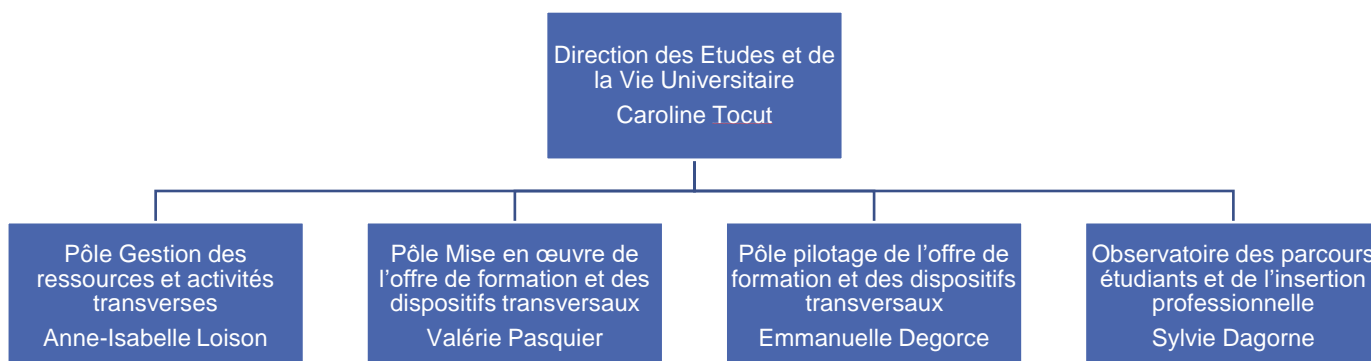 Direction des Etudes et de
la Vie Universitaire
Caroline Tocut
Pôle Gestion des
ressources et activités
transverses
Anne-Isabelle Loison
Pôle Mise en œuvre de
l’offre de formation et des
dispositifs transversaux
Valérie Pasquier
Pôle pilotage de l’offre de
formation et des dispositifs
transversaux
Emmanuelle Degorce
Observatoire des parcours
étudiants et de l’insertion
professionnelle
Sylvie Dagorne